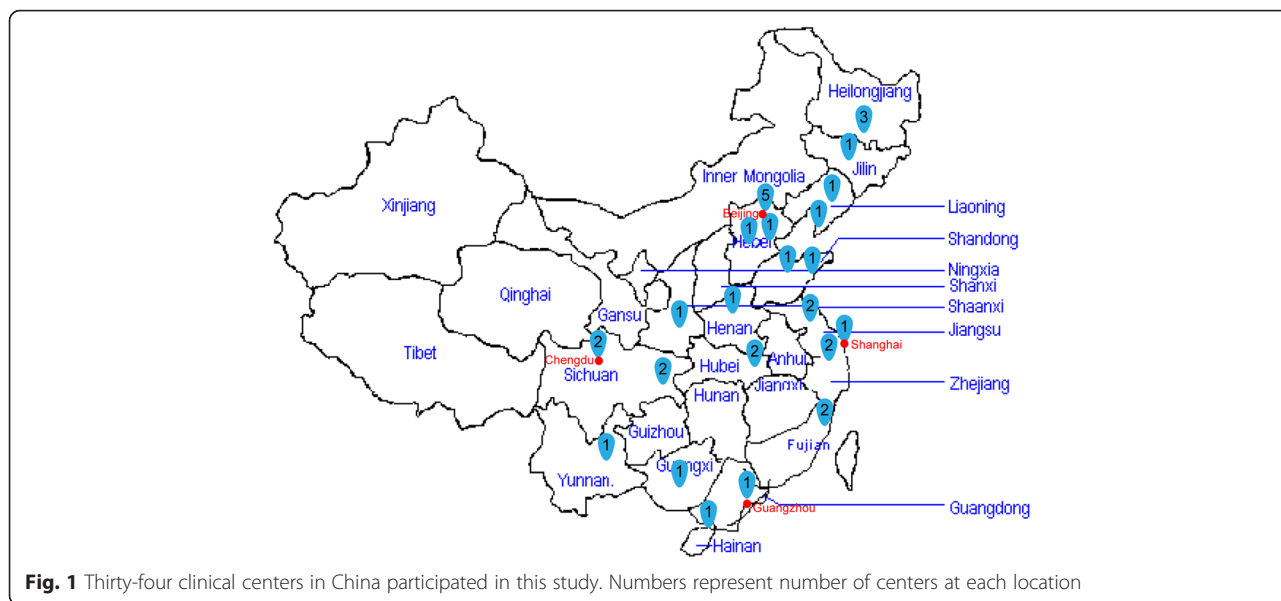 Heilongjiang
3
1
Jilin
Inner Mongolia
1
5
Xinjiang
Liaoning
Beijing
1
1
1
Hebei
Shandong
1
1
Ningxia
Qinghai
Shanxi
1
2
Shaanxi
Gansu
1
Henan
1
Jiangsu
2
2
Shanghai
Tibet
2
Chengdu
Anhui
Sichuan
2
Hubei
Jiangxi
Zhejiang
Hunan
2
Guizhou
Fujian
1
Guangxi
Yunnan.
1
1
Guangzhou
Guangdong
1
Hainan
Fig. 1 Thirty-four clinical centers in China participated in this study. Numbers represent number of centers at each location